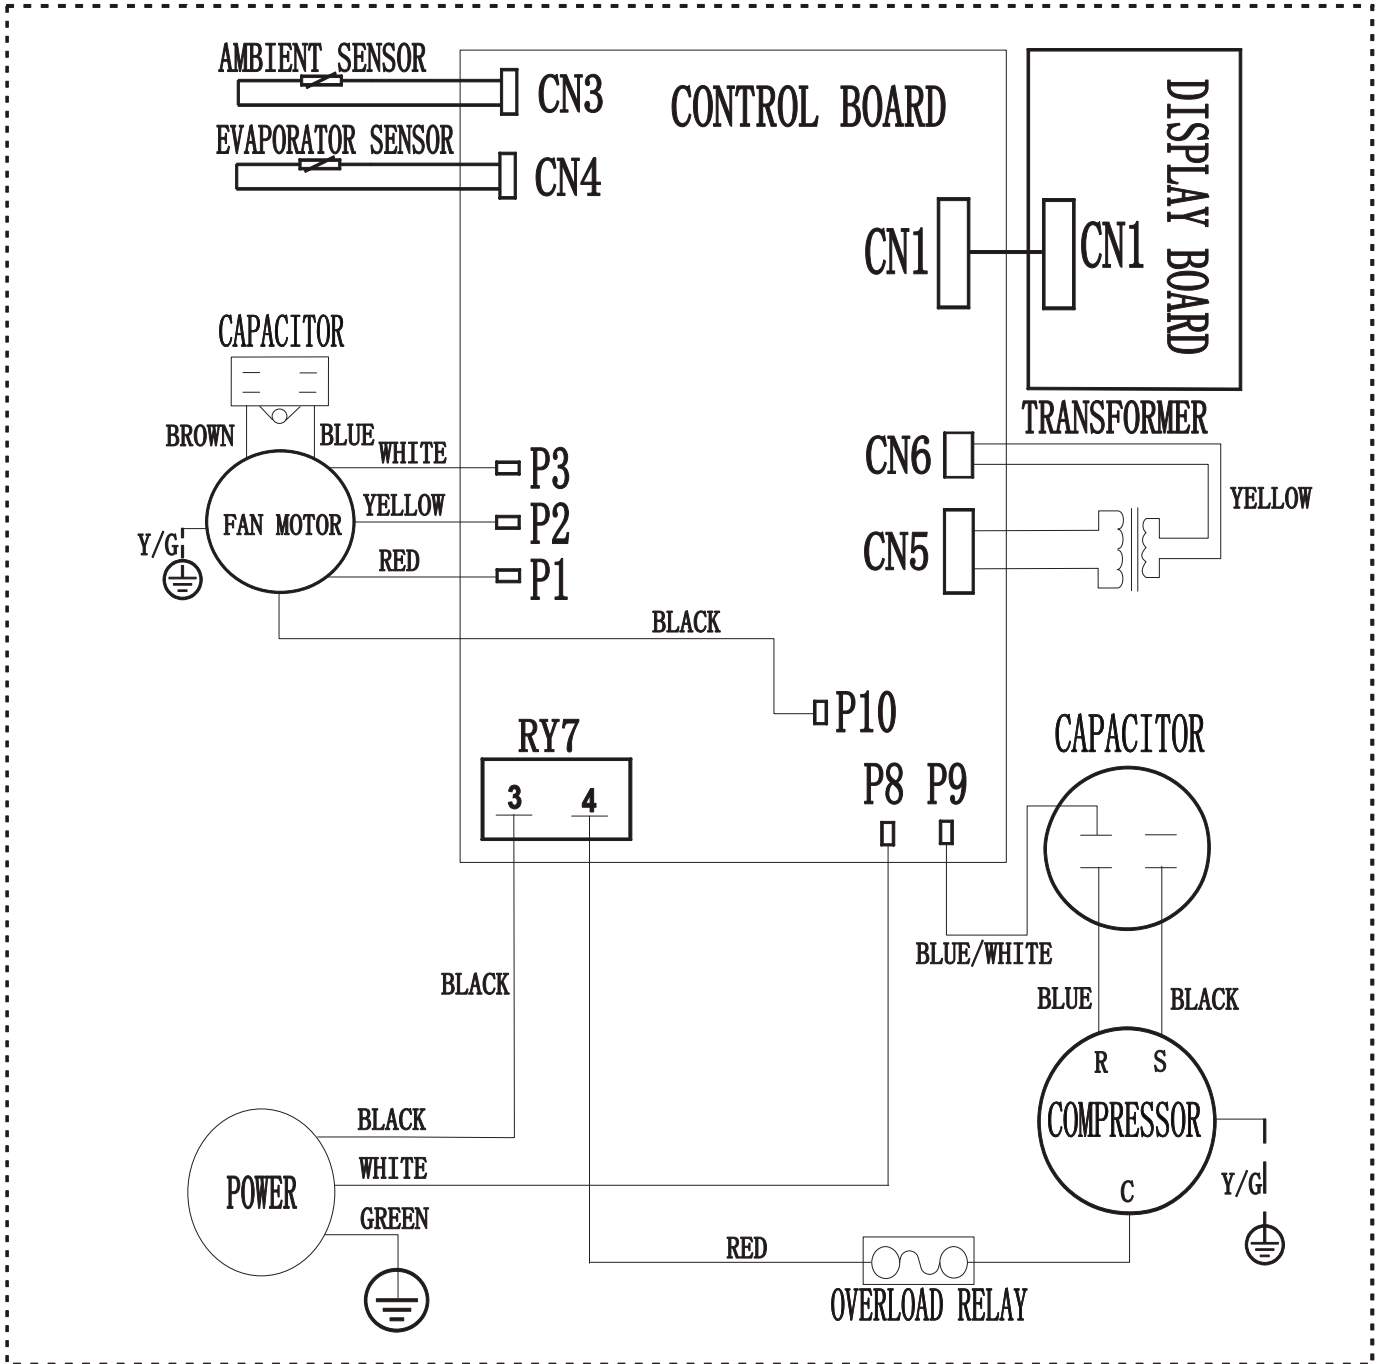 AMBIENT SENSOR
CN3
CONTROL BOARD
DISPLAY BOARD
EVAPORATOR SENSOR
CN4
CN1
CN1
CAPACITOR
TRANSFORMER
BROWN
BLUE
WHITE
P3
CN6
YELLOW
YELLOW
P2
FAN MOTOR
Y/G
RED
P1
CN5
BLACK
P10
RY7
CAPACITOR
P8
P9
3
4
BLUE/WHITE
BLACK
BLUE
BLACK
R
S
COMPRESSOR
BLACK
WHITE
Y/G
POWER
C
GREEN
RED
OVERLOAD RELAY